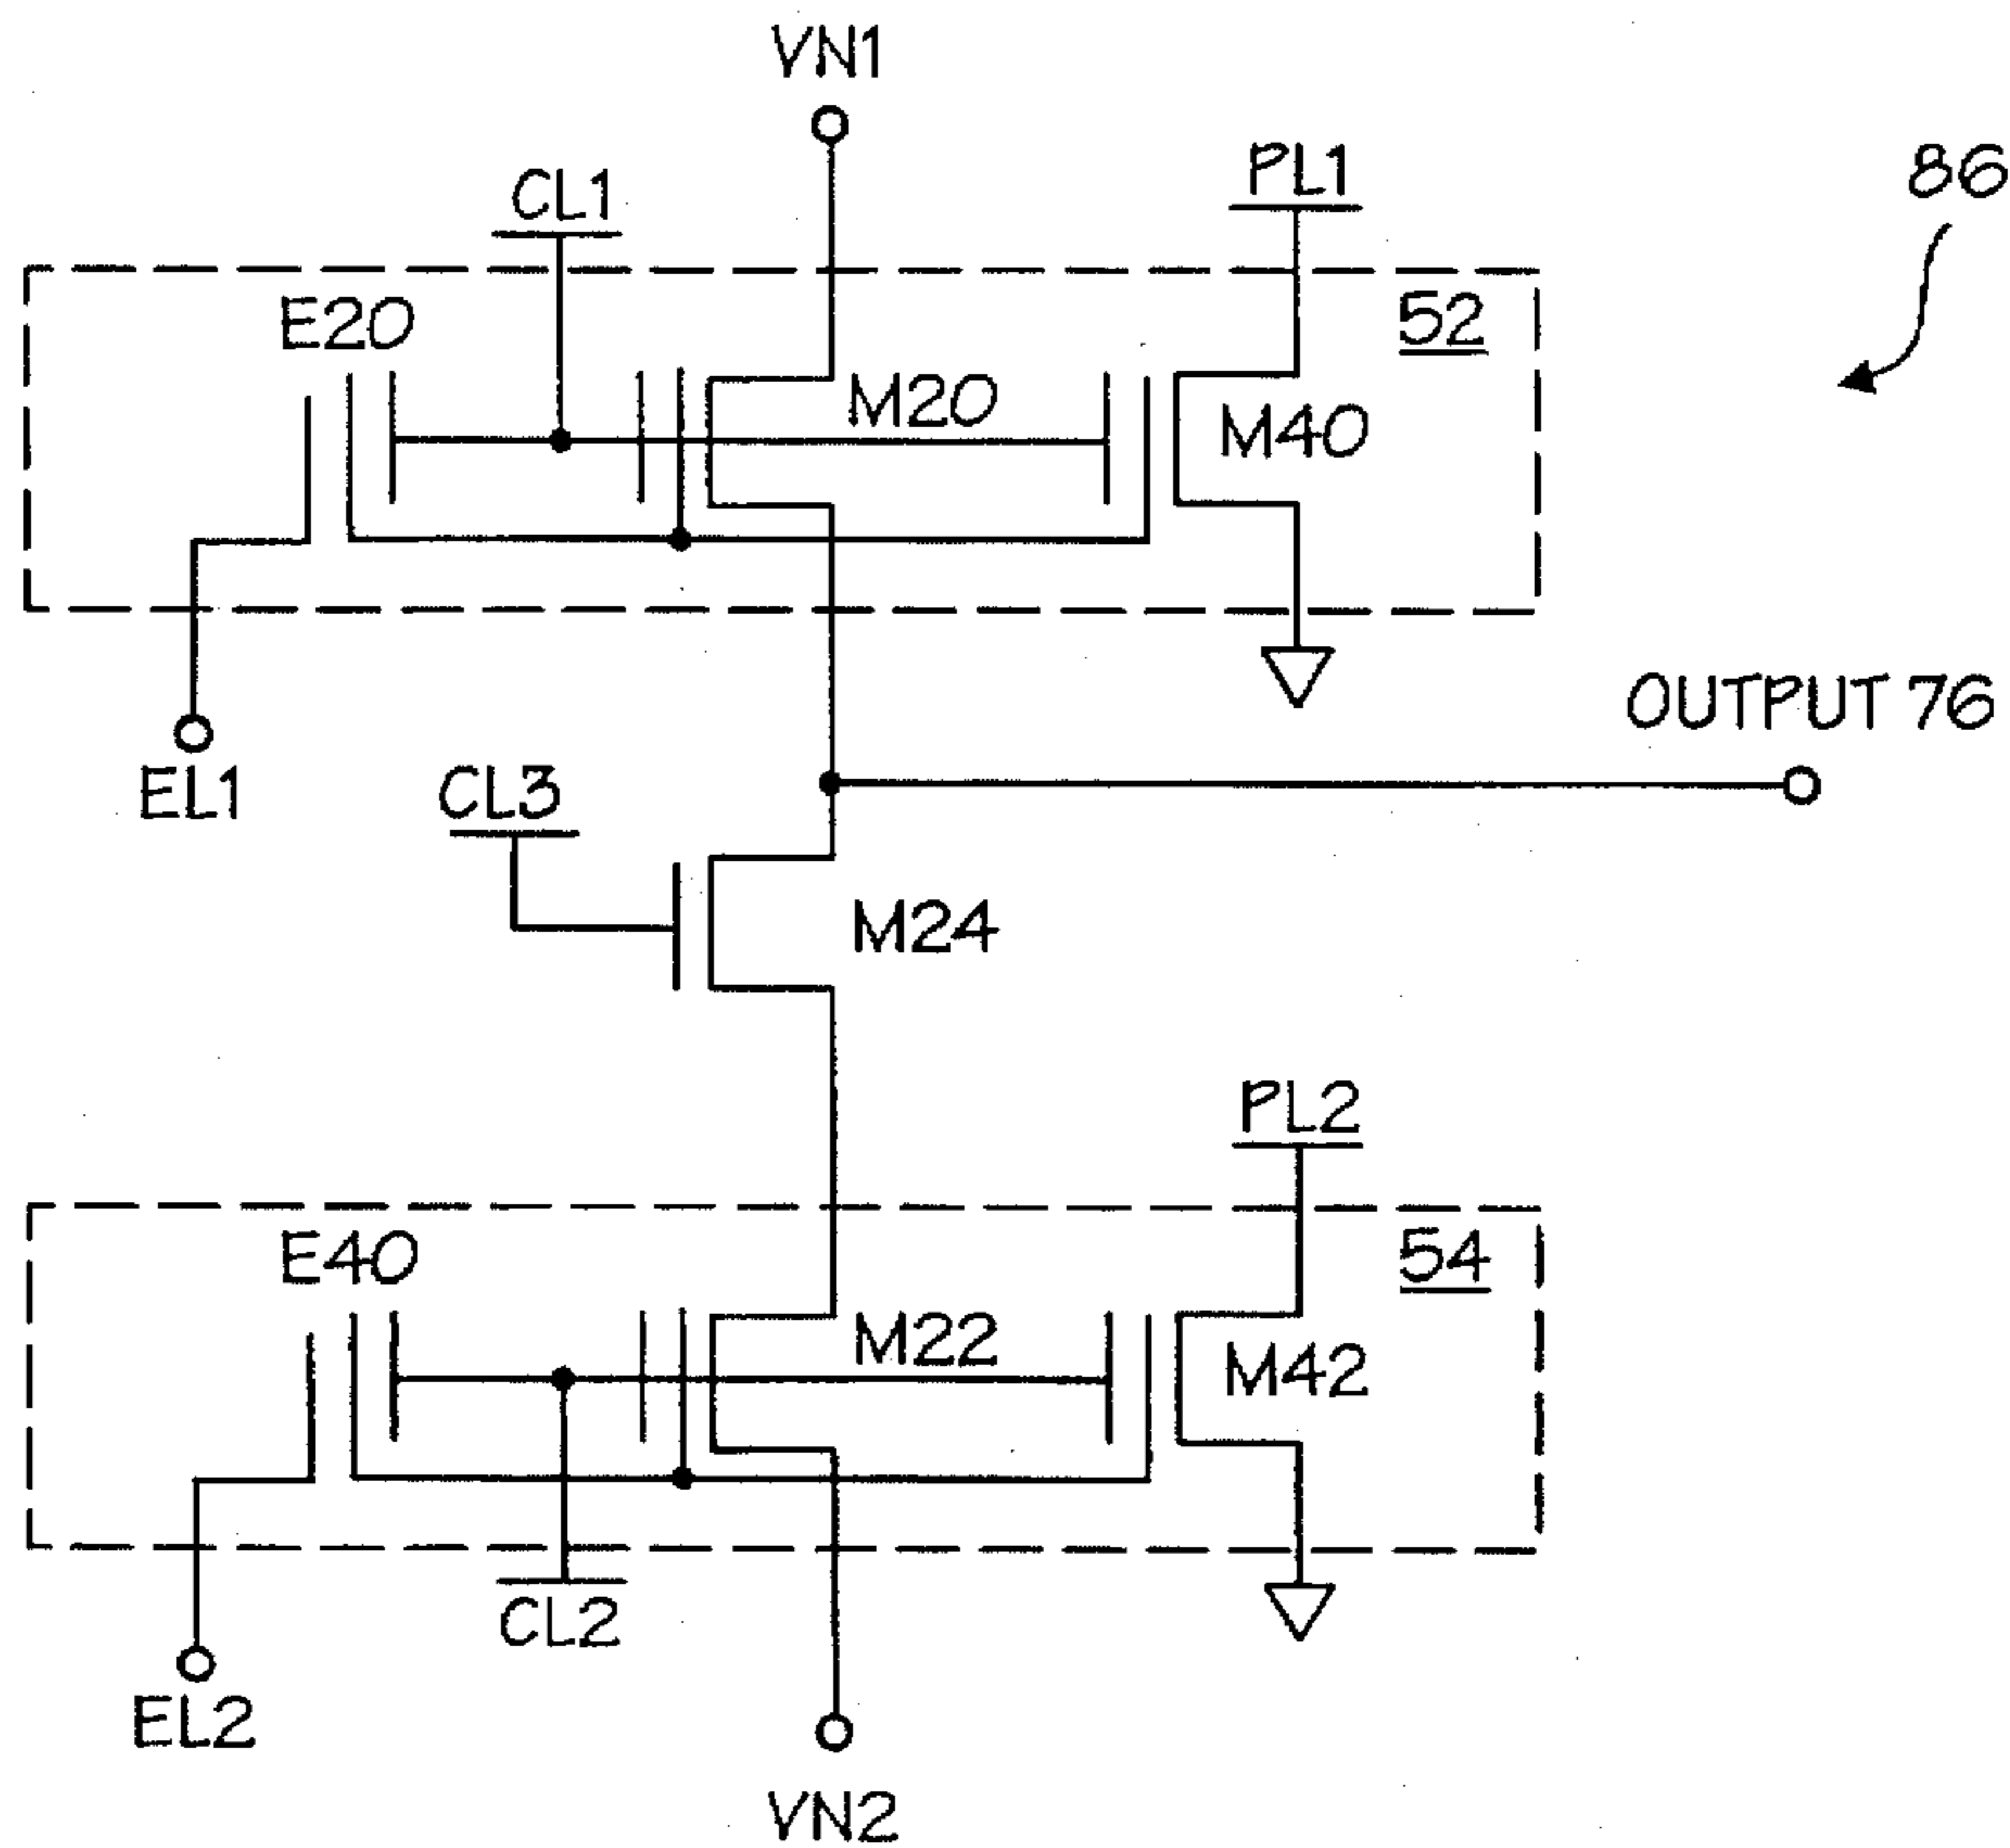 VN1
CL1
PL1
86
E20
52
M20
M40
OUTPUT 76
EL1
CL3
M24
PL2
E40
54
M22
M42
CL2
EL2
VN2